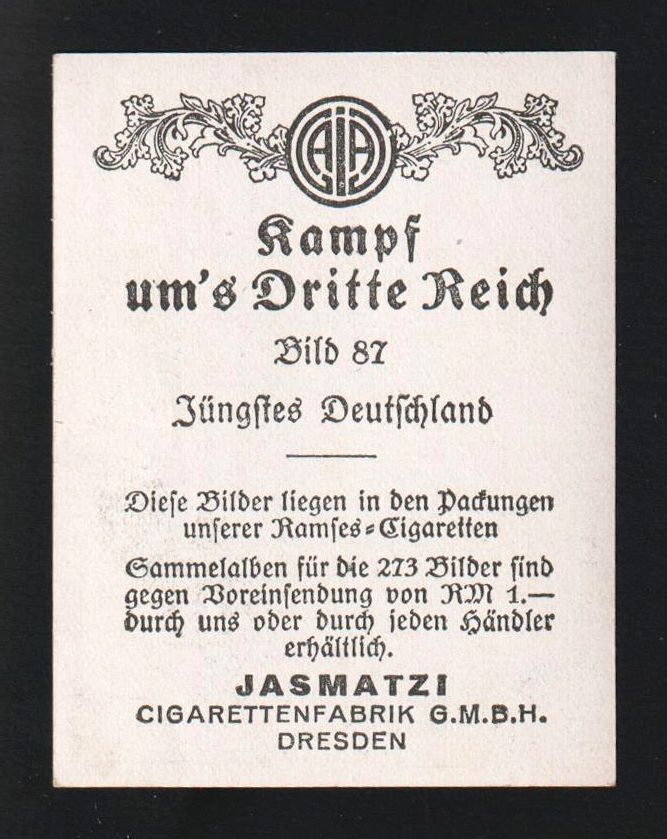 AIA
Kampf
um's Dritte Reich
Bild 87
Jüngstes Deutschland
Diese Bilder liegen in den Packungen
unserer Ramses=Cigaretten
Sammelalben für die 273 Bilder sind
gegen Voreinsendung von RM 1.—
durch uns oder durch jeden Händler
erhältlich.
JASMATZI
CIGARETTENFABRIK G.M.B.H.
DRESDEN